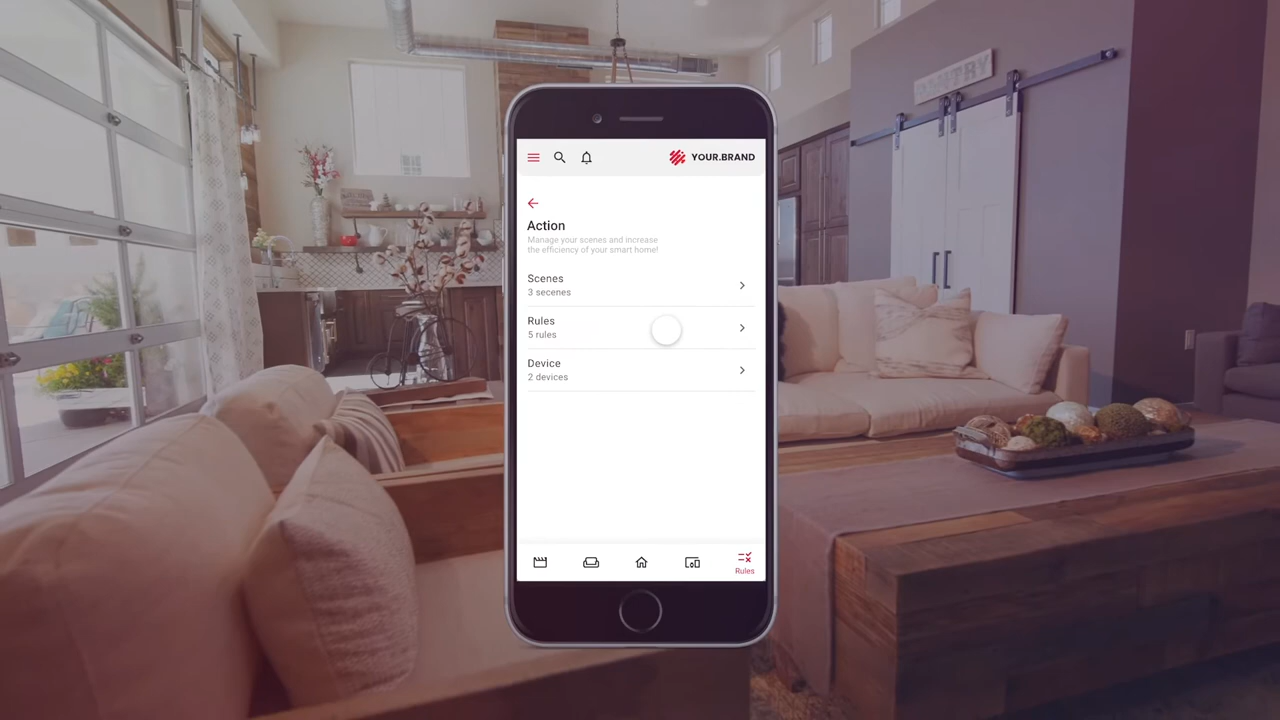 PANTRY
YOUR.BRAND
Action
Manage your scenes and increase
the efficiency of your smart home!
Scenes
3 secenes
Rules
5 rules
Device
2 devices
Rules